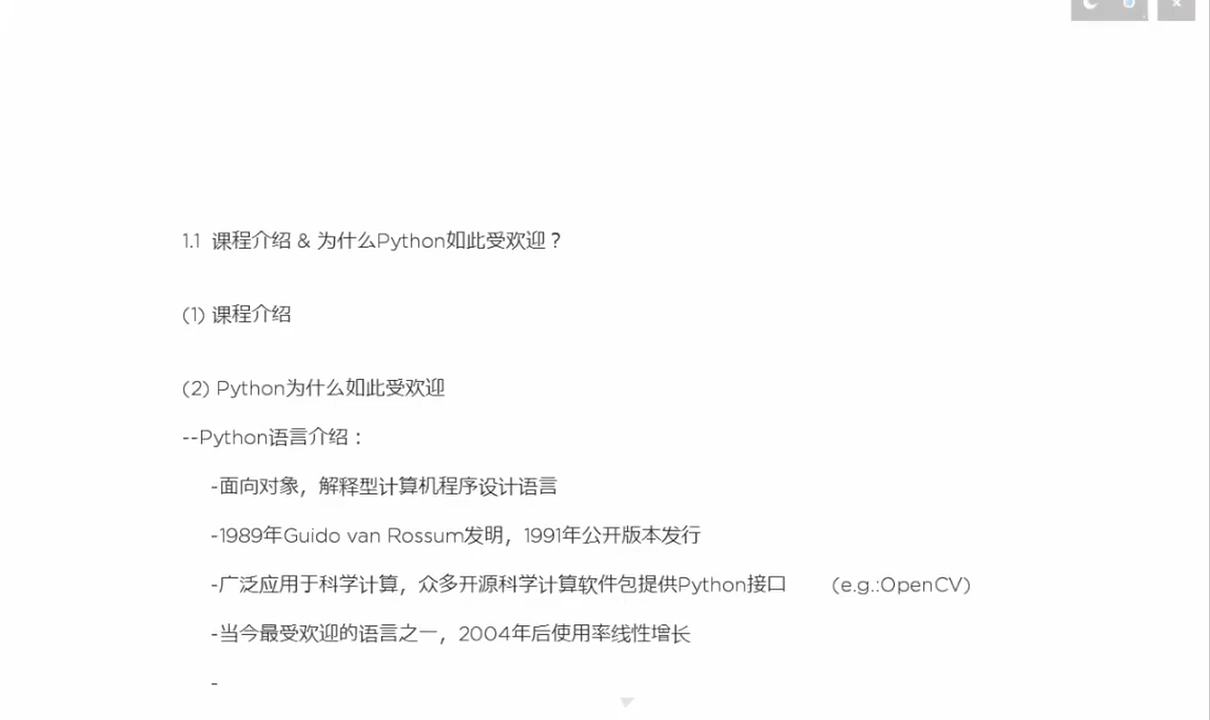 1.1 课程介绍 & 为什么Python如此受欢迎？
(1) 课程介绍
(2) Python为什么如此受欢迎
--Python语言介绍：
-面向对象，解释型计算机程序设计语言
-1989年Guido van Rossum发明，1991年公开版本发行
-广泛应用于科学计算，众多开源科学计算软件包提供Python接口 (e.g.:OpenCV)
-当今最受欢迎的语言之一，2004年后使用率线性增长
-